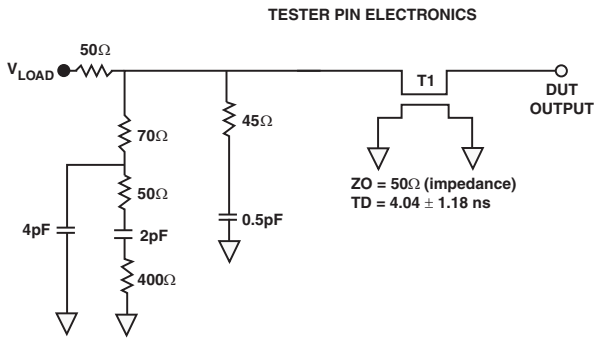 TESTER PIN ELECTRONICS
50Ω
VLOAD
T1
DUT
OUTPUT
70Ω
45Ω
50Ω
ZO = 50Ω (impedance)
TD = 4.04 ± 1.18 ns
4pF
2pF
0.5pF
400Ω